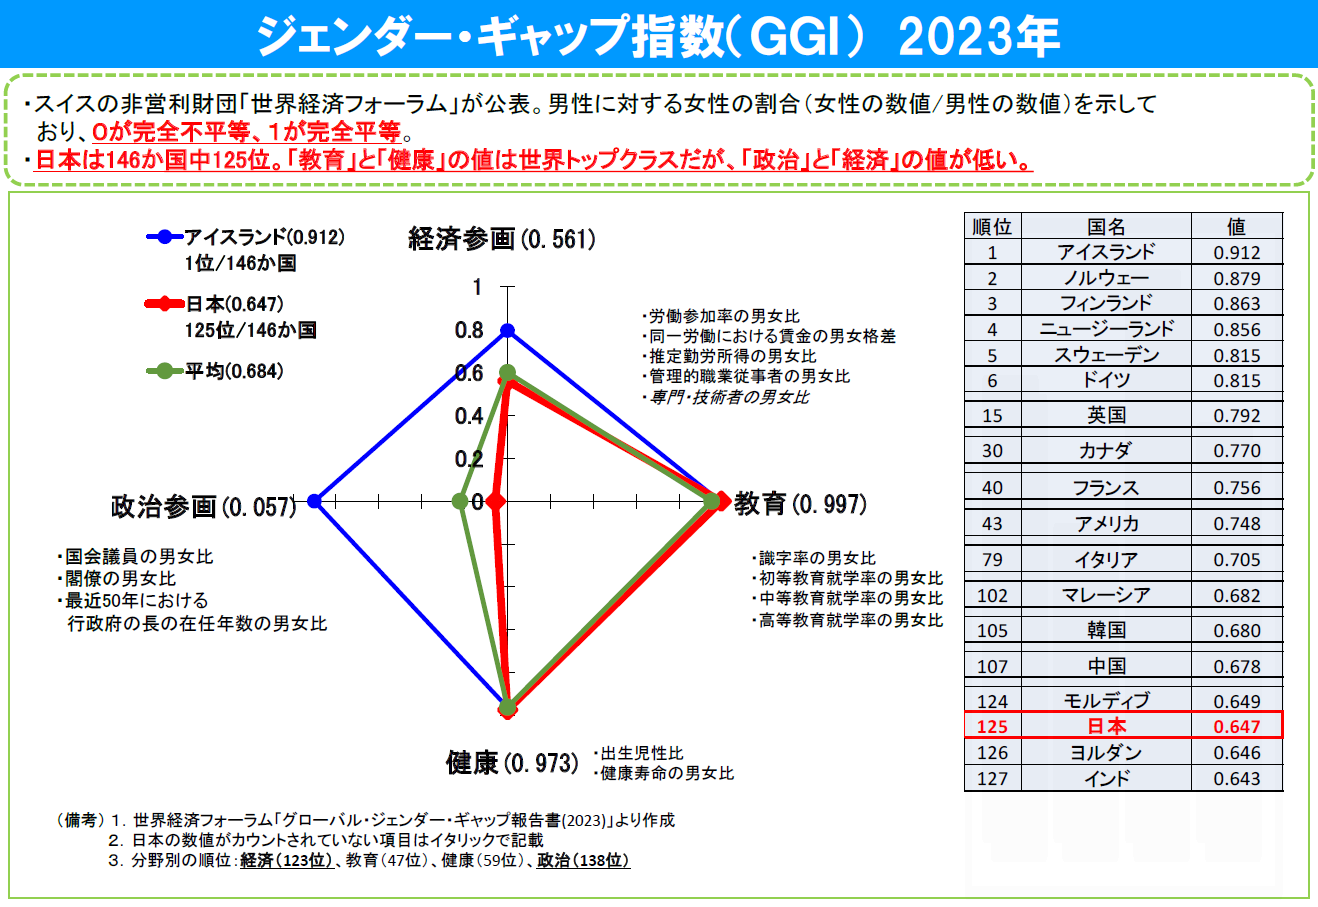 ジェンダー・ギャップ指数（ＧＧＩ）　2023年
・スイスの非営利財団「世界経済フォーラム」が公表。男性に対する女性の割合（女性の数値/男性の数値）を示して
おり、０が完全不平等、１が完全平等。
・日本は146か国中125位。「教育」と「健康」の値は世界トップクラスだが、「政治」と「経済」の値が低い。
アイスランド(0.912)
1位/146か国
日本(0.647)
125位/146か国
平均(0.684)
経済参画(0.561)
1
0.8
0.6
0.4
0.2
0
・労働参加率の男女比
・同一労働における賃金の男女格差
・推定勤労所得の男女比
・管理的職業従事者の男女比
・専門・技術者の男女比
政治参画(0.057)
・国会議員の男女比
・閣僚の男女比
・最近50年における
行政府の長の在任年数の男女比
教育(0.997)
・識字率の男女比
・初等教育就学率の男女比
・中等教育就学率の男女比
・高等教育就学率の男女比
健康(0.973)
・出生児性比
・健康寿命の男女比
順位 国名 値
1 アイスランド 0.912
2 ノルウェー 0.879
3 フィンランド 0.863
4 ニュージーランド 0.856
5 スウェーデン 0.815
6 ドイツ 0.815
15 英国 0.792
30 カナダ 0.770
40 フランス 0.756
43 アメリカ 0.748
79 イタリア 0.705
102 マレーシア 0.682
105 韓国 0.680
107 中国 0.678
124 モルディブ 0.649
125 日本 0.647
126 ヨルダン 0.646
127 インド 0.643
（備考）１．世界経済フォーラム「グローバル・ジェンダー・ギャップ報告書(2023)」より作成
２．日本の数値がカウントされていない項目はイタリックで記載
３．分野別の順位：経済（123位）、教育（47位）、健康（59位）、政治（138位）